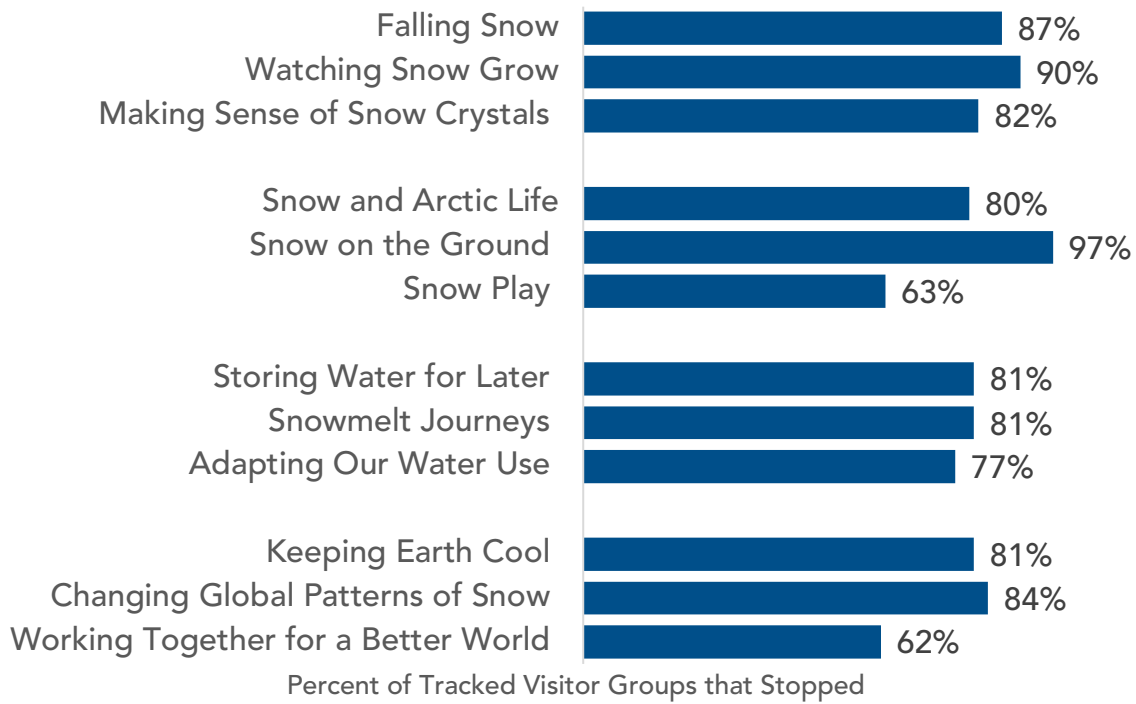 Falling Snow 87%
Watching Snow Grow 90%
Making Sense of Snow Crystals 82%
Snow and Arctic Life 80%
Snow on the Ground 97%
Snow Play 63%
Storing Water for Later 81%
Snowmelt Journeys 81%
Adapting Our Water Use 77%
Keeping Earth Cool 81%
Changing Global Patterns of Snow 84%
Working Together for a Better World 62%
Percent of Tracked Visitor Groups that Stopped